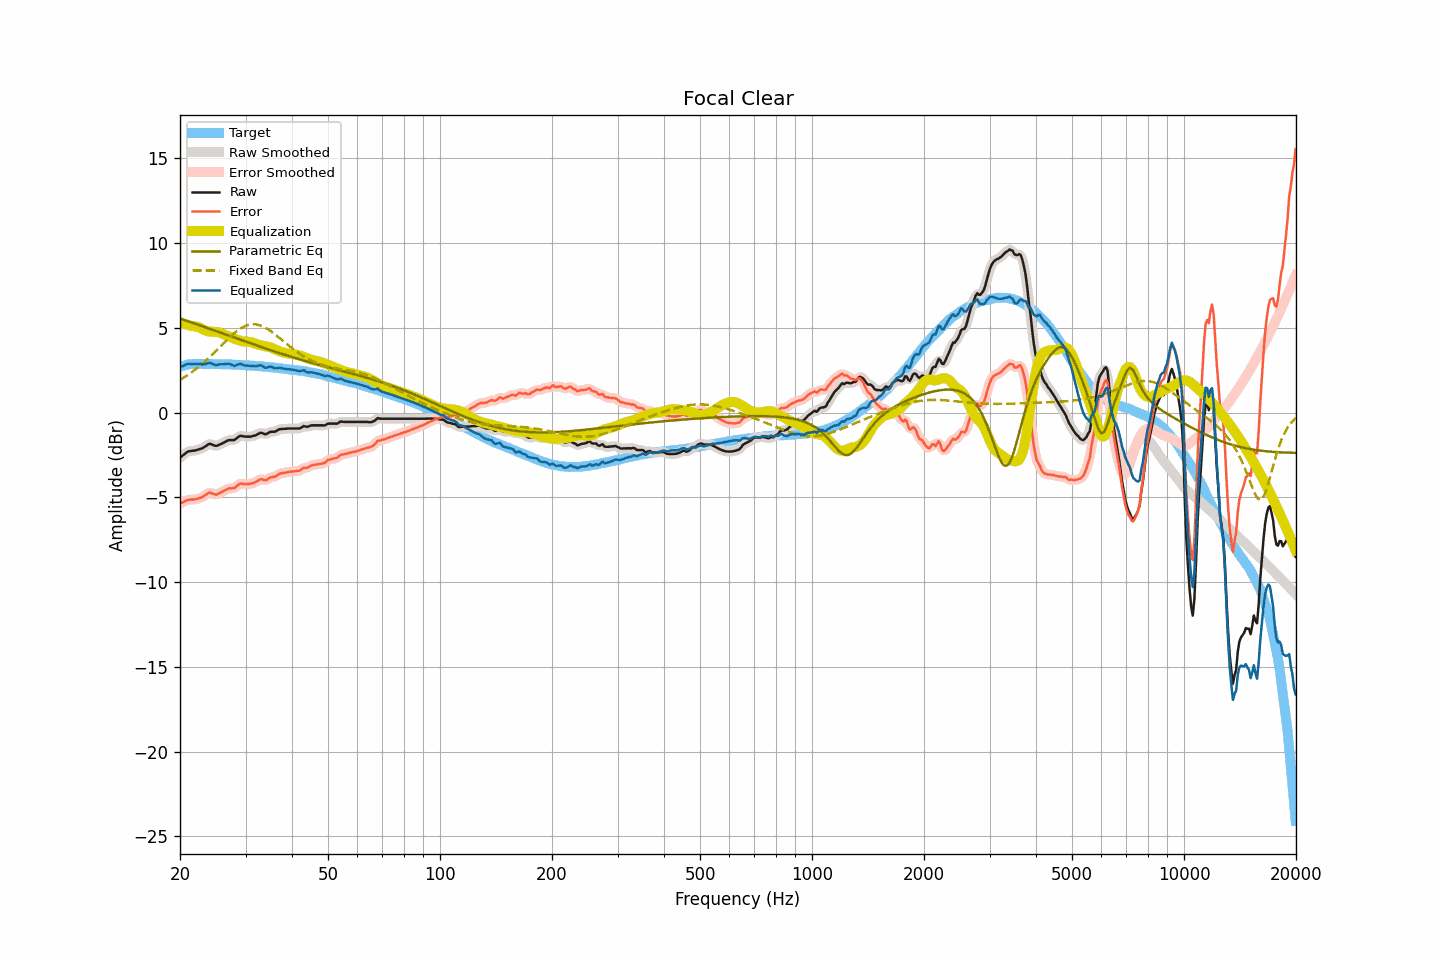 Focal Clear
Target
Raw Smoothed
Error Smoothed
Raw
Error
Equalization
Parametric Eq
Fixed Band Eq
Equalized
15
10
5
0
−5
−10
−15
−20
−25
Amplitude (dBr)
20 50 100 200 500 1000 2000 5000 10000 20000
Frequency (Hz)